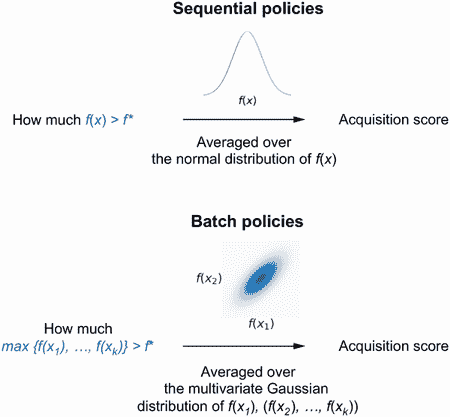 Sequential policies
f(x)
How much f(x) > f*
Acquisition score
Averaged over
the normal distribution of f(x)
Batch policies
f(x₂)
f(x₁)
How much
max {f(x₁), …, f(xₖ)} > f*
Acquisition score
Averaged over
the multivariate Gaussian
distribution of f(x₁), (f(x₂), …, f(xₖ))